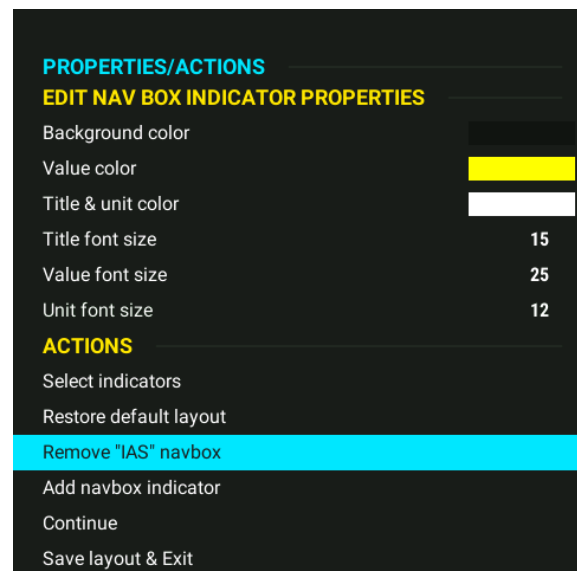 PROPERTIES/ACTIONS
EDIT NAV BOX INDICATOR PROPERTIES
Background color
Value color
Title & unit color
Title font size 15
Value font size 25
Unit font size 12
ACTIONS
Select indicators
Restore default layout
Remove "IAS" navbox
Add navbox indicator
Continue
Save layout & Exit